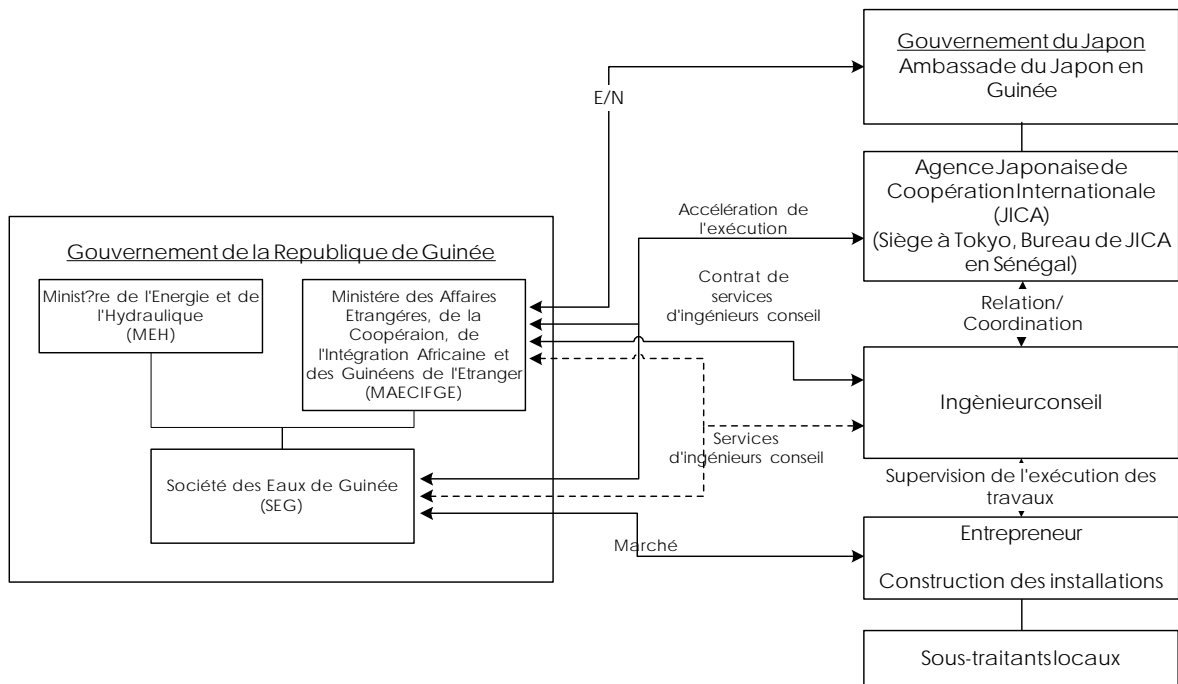 Gouvernement du Japon
Ambassade du Japon en
Guinée
E/N
Agence Japonaise de
Coopération Internationale
(JICA)
(Siège à Tokyo, Bureau de JICA
en Sénégal)
Accélération de
l'exécution
Gouvernement de la Republique de Guinée
Minist?re de l'Energie et de
l'Hydraulique
(MEH)
Ministére des Affaires
Etrangéres, de la
Coopéraion, de
l'Intégration Africaine et
des Guinéens de l'Etranger
(MAECIFGE)
Contrat de
services
d'ingénieurs conseil
Relation/
Coordination
Ingènieurconseil
Services
d'ingénieurs conseil
Société des Eaux de Guinée
(SEG)
Supervision de l'exécution des
travaux
Marché
Entrepreneur
Construction des installations
Sous-traitantslocaux